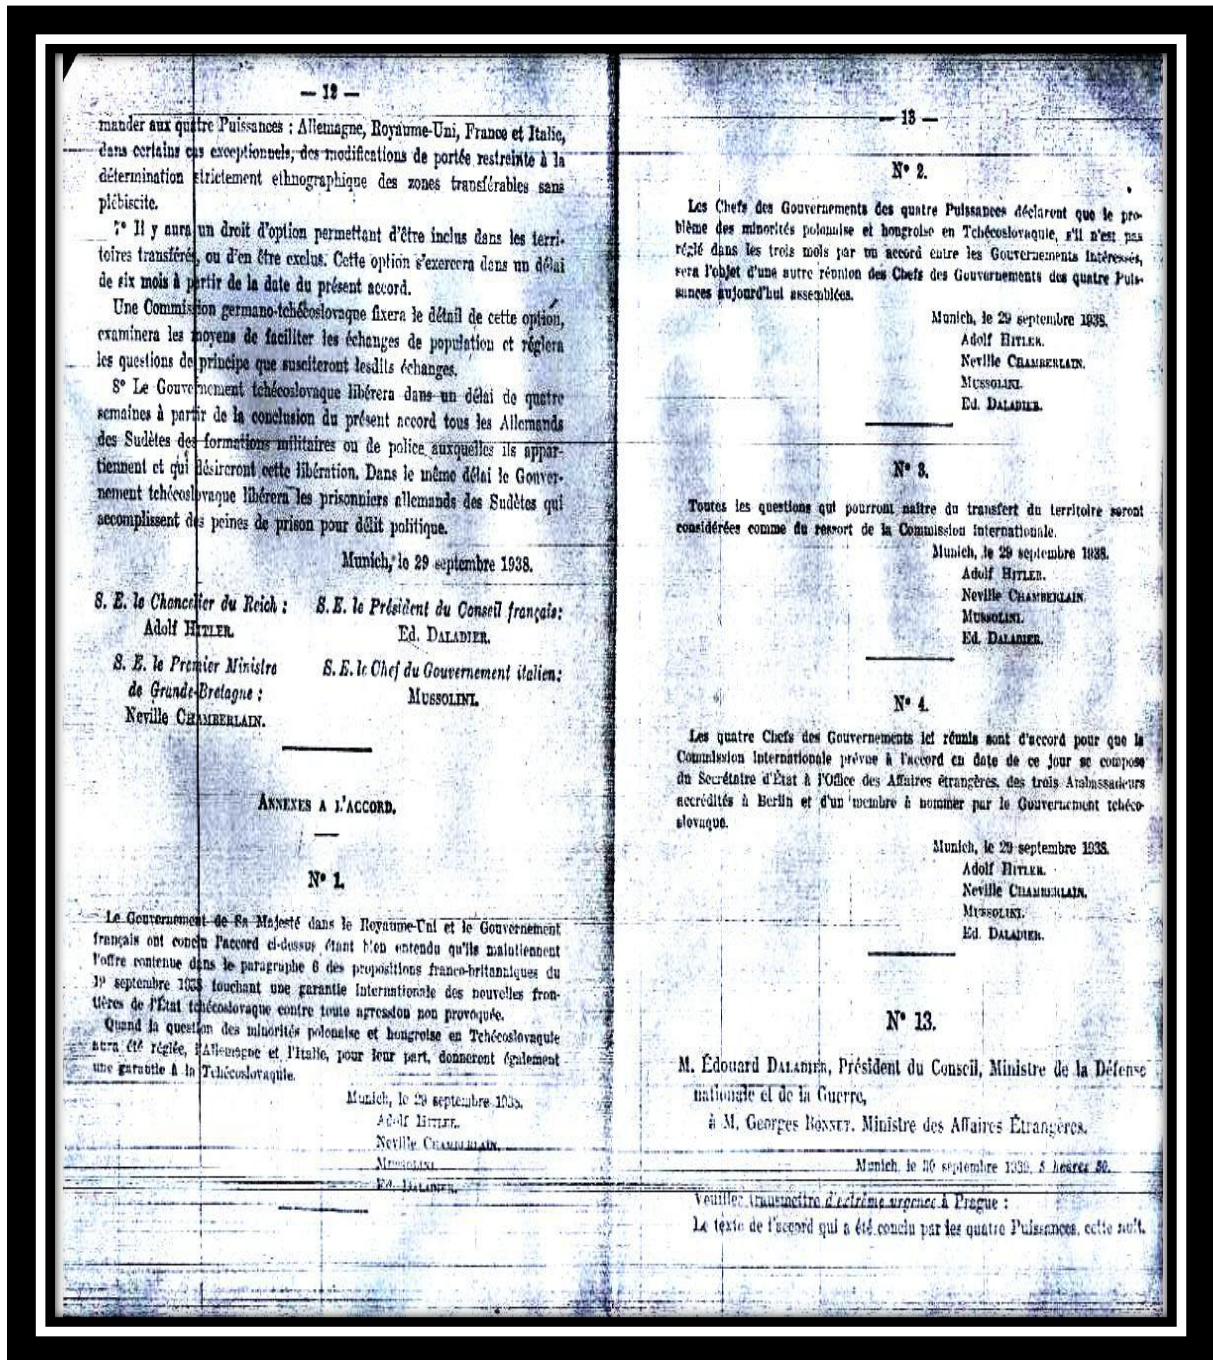 — 12 —
mander aux quatre Puissances : Allemagne, Royaume-Uni, France et Italie,
dans certains cas exceptionnels, des modifications de portée restreinte à la
détermination strictement ethnographique des zones transférables sans
plébiscite.
7° Il y aura un droit d'option permettant d'être inclus dans les terri-
toires transférés, ou d'en être exclus. Cette option s'exercera dans un délai
de six mois à partir de la date du présent accord.
Une Commission germano-tchécoslovaque fixera le détail de cette option,
examinera les moyens de faciliter les échanges de population et réglera
les questions de principe que susciteront lesdits échanges.
8° Le Gouvernement tchécoslovaque libérera dans un délai de quatre
semaines à partir de la conclusion du présent accord tous les Allemands
des Sudètes des formations militaires ou de police auxquelles ils appar-
tiennent et qui désireront cette libération. Dans le même délai le Gouver-
nement tchécoslovaque libérera les prisonniers allemands des Sudètes qui
accomplissent des peines de prison pour délit politique.
Munich, le 29 septembre 1938.
S. E. le Chancelier du Reich :
Adolf HITLER.
S. E. le Président du Conseil français:
Ed. DALADIER.
S. E. le Premier Ministre
de Grande-Bretagne :
Neville CHAMBERLAIN.
S. E. le Chef du Gouvernement italien:
MUSSOLINI.
ANNEXES A L'ACCORD.
N° 1.
Le Gouvernement de Sa Majesté dans le Royaume-Uni et le Gouvernement
français ont conclu l'accord ci-dessus étant bien entendu qu'ils maintiennent
l'offre contenue dans le paragraphe 6 des propositions franco-britanniques du
19 septembre 1938 touchant une garantie internationale des nouvelles fron-
tières de l'État tchécoslovaque contre toute agression non provoquée.
Quand la question des minorités polonaise et hongroise en Tchécoslovaquie
aura été réglée, l'Allemagne et l'Italie, pour leur part, donneront également
une garantie à la Tchécoslovaquie.
Munich, le 29 septembre 1938.
Adolf HITLER.
Neville CHAMBERLAIN.
MUSSOLINI.
Ed. DALADIER.
— 13 —
N° 2.
Les Chefs des Gouvernements des quatre Puissances déclarent que le pro-
blème des minorités polonaise et hongroise en Tchécoslovaquie, s'il n'est pas
réglé dans les trois mois par un accord entre les Gouvernements intéressés,
sera l'objet d'une autre réunion des Chefs des Gouvernements des quatre Puis-
sances aujourd'hui assemblées.
Munich, le 29 septembre 1938.
Adolf HITLER.
Neville CHAMBERLAIN.
MUSSOLINI.
Ed. DALADIER.
N° 3.
Toutes les questions qui pourront naître du transfert du territoire seront
considérées comme du ressort de la Commission internationale.
Munich, le 29 septembre 1938.
Adolf HITLER.
Neville CHAMBERLAIN.
MUSSOLINI.
Ed. DALADIER.
N° 4.
Les quatre Chefs des Gouvernements ici réunis sont d'accord pour que la
Commission internationale prévue à l'accord en date de ce jour se compose
du Secrétaire d'État à l'Office des Affaires étrangères, des trois Ambassadeurs
accrédités à Berlin et d'un membre à nommer par le Gouvernement tchéco-
slovaque.
Munich, le 29 septembre 1938.
Adolf HITLER.
Neville CHAMBERLAIN.
MUSSOLINI.
Ed. DALADIER.
N° 13.
M. Édouard DALADIER, Président du Conseil, Ministre de la Défense
nationale et de la Guerre,
à M. Georges BONNET, Ministre des Affaires Étrangères.
Munich, le 30 septembre 5 heures
Veuillez transmettre d'extrême urgence à Prague :
Le texte de l'accord qui a été conclu par les quatre Puissances, cette nuit.